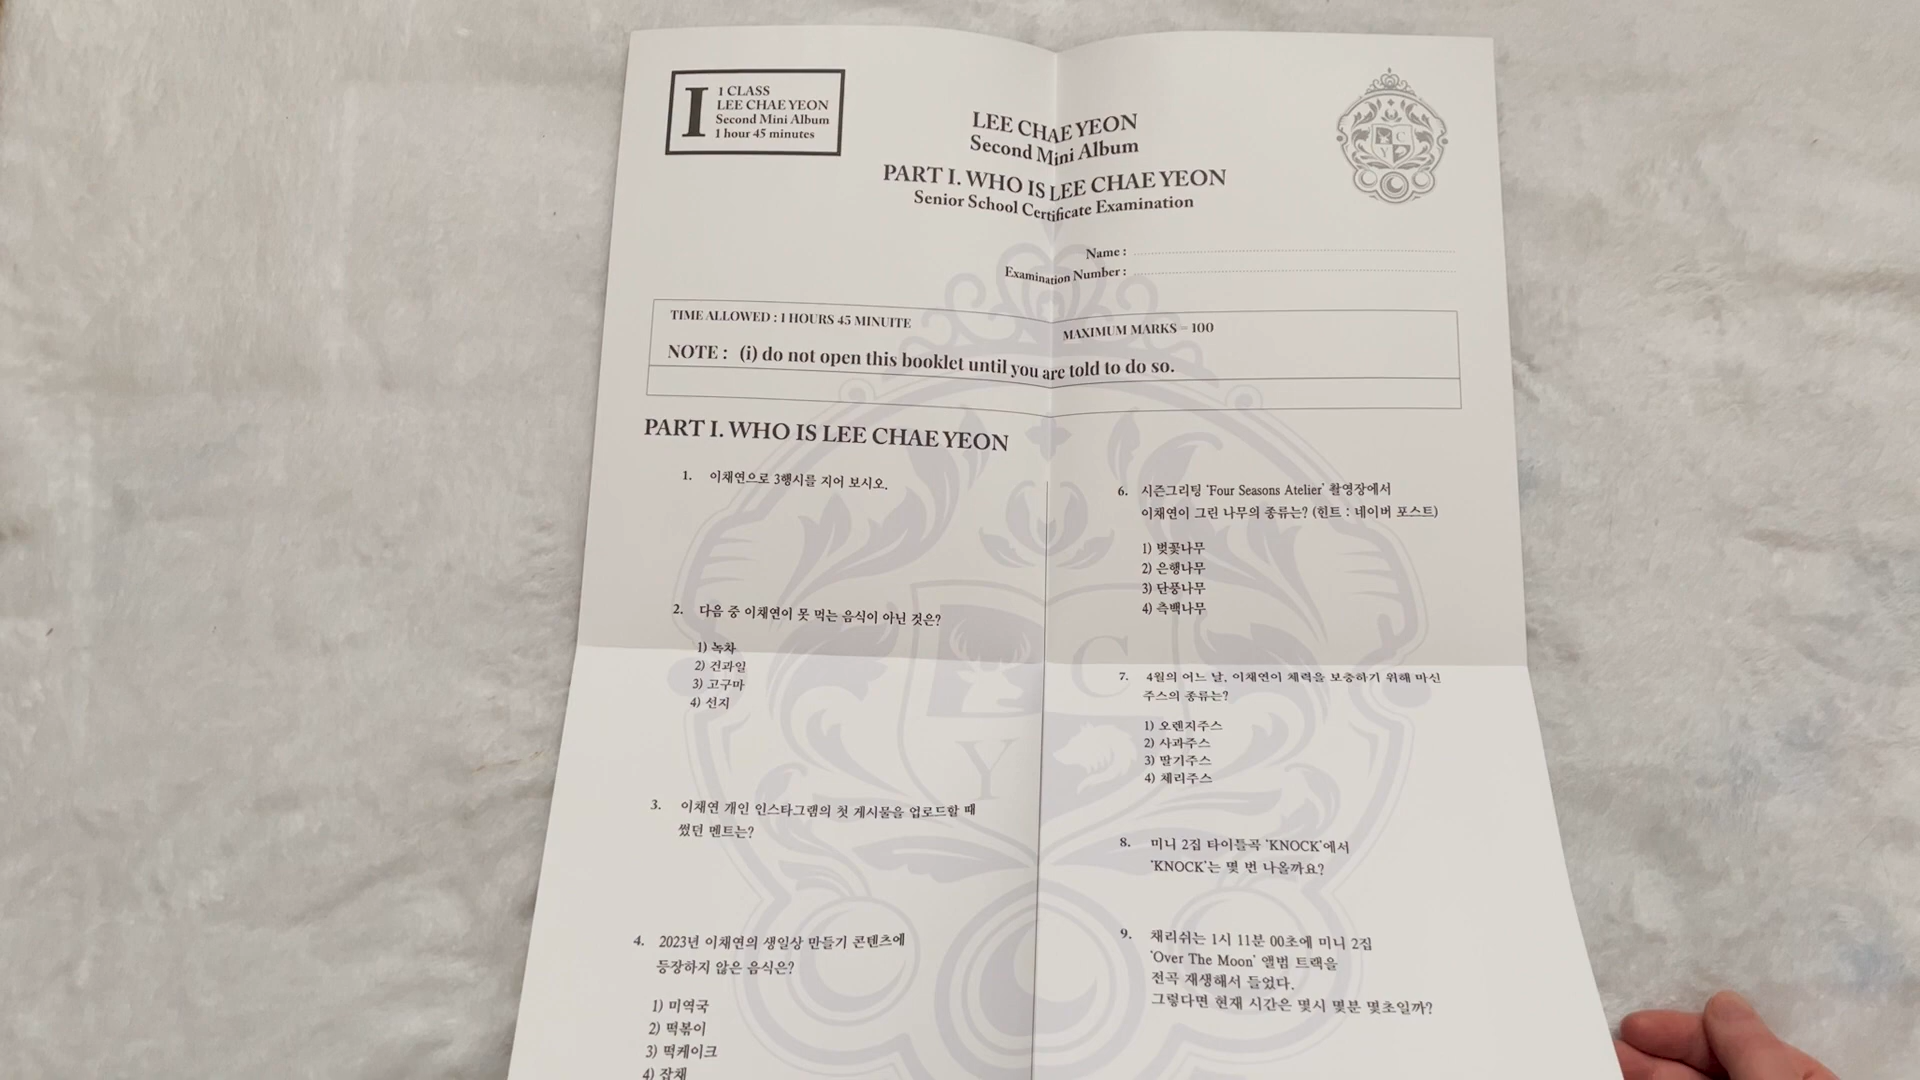 I
1 CLASS
LEE CHAE YEON
Second Mini Album
1 hour 45 minutes
LEE CHAE YEON
Second Mini Album
PART I. WHO IS LEE CHAE YEON
Senior School Certificate Examination
C
Y
Name :
Examination Number :
TIME ALLOWED : 1 HOURS 45 MINUITE
MAXIMUM MARKS = 100
NOTE : (i) do not open this booklet until you are told to do so.
PART I. WHO IS LEE CHAE YEON
1. 이채연으로 3행시를 지어 보시오.
2. 다음 중 이채연이 못 먹는 음식이 아닌 것은?
1) 녹차
2) 건과일
3) 고구마
4) 선지
3. 이채연 개인 인스타그램의 첫 게시물을 업로드할 때
썼던 멘트는?
4. 2023년 이채연의 생일상 만들기 콘텐츠에
등장하지 않은 음식은?
1) 미역국
2) 떡볶이
3) 떡케이크
4) 잡채
6. 시즌그리팅 'Four Seasons Atelier' 촬영장에서
이채연이 그린 나무의 종류는? (힌트 : 네이버 포스트)
1) 벚꽃나무
2) 은행나무
3) 단풍나무
4) 측백나무
7. 4월의 어느 날, 이채연이 체력을 보충하기 위해 마신
주스의 종류는?
1) 오렌지주스
2) 사과주스
3) 딸기주스
4) 체리주스
8. 미니 2집 타이틀곡 'KNOCK'에서
'KNOCK'는 몇 번 나올까요?
9. 채리쉬는 1시 11분 00초에 미니 2집
'Over The Moon' 앨범 트랙을
전곡 재생해서 들었다.
그렇다면 현재 시간은 몇시 몇분 몇초일까?
C
Y